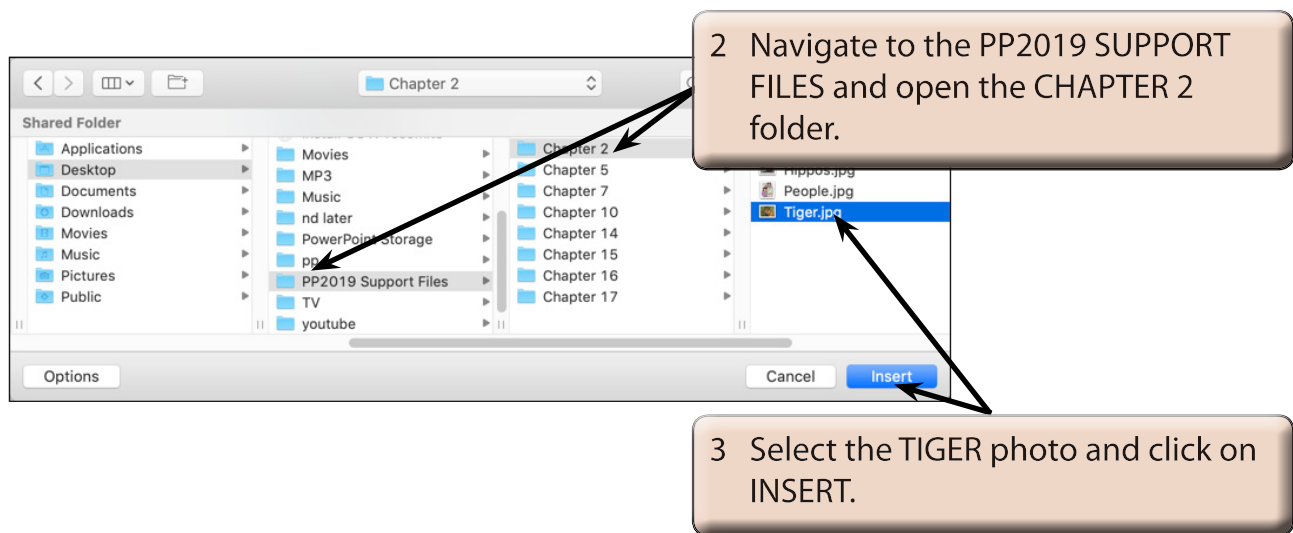 2 Navigate to the PP2019 SUPPORT
FILES and open the CHAPTER 2
folder.
Chapter 2
Shared Folder
Applications
Desktop
Documents
Downloads
Movies
Music
Pictures
Public
Movies
MP3
Music
nd later
PowerPoint Storage
pp
PP2019 Support Files
TV
youtube
Chapter 2
Chapter 5
Chapter 7
Chapter 10
Chapter 14
Chapter 15
Chapter 16
Chapter 17
Hippos.jpg
People.jpg
Tiger.jpg
Options
Cancel
Insert
3 Select the TIGER photo and click on
INSERT.